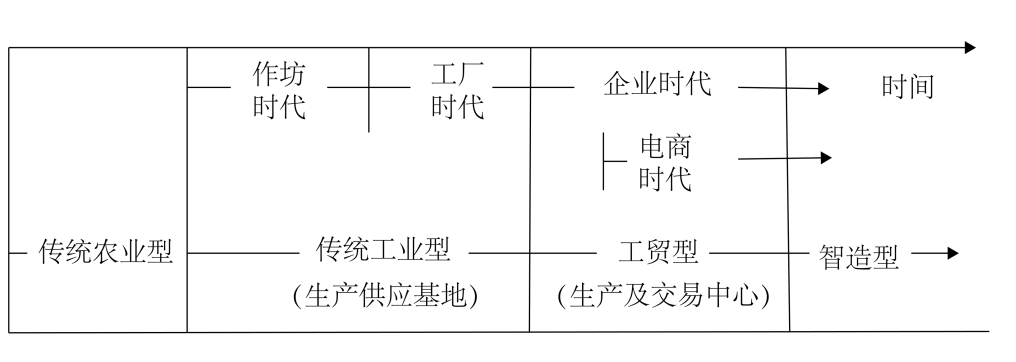 作坊
时代
工厂
时代
企业时代
时间
电商
时代
传统农业型
传统工业型
(生产供应基地)
工贸型
(生产及交易中心)
智造型